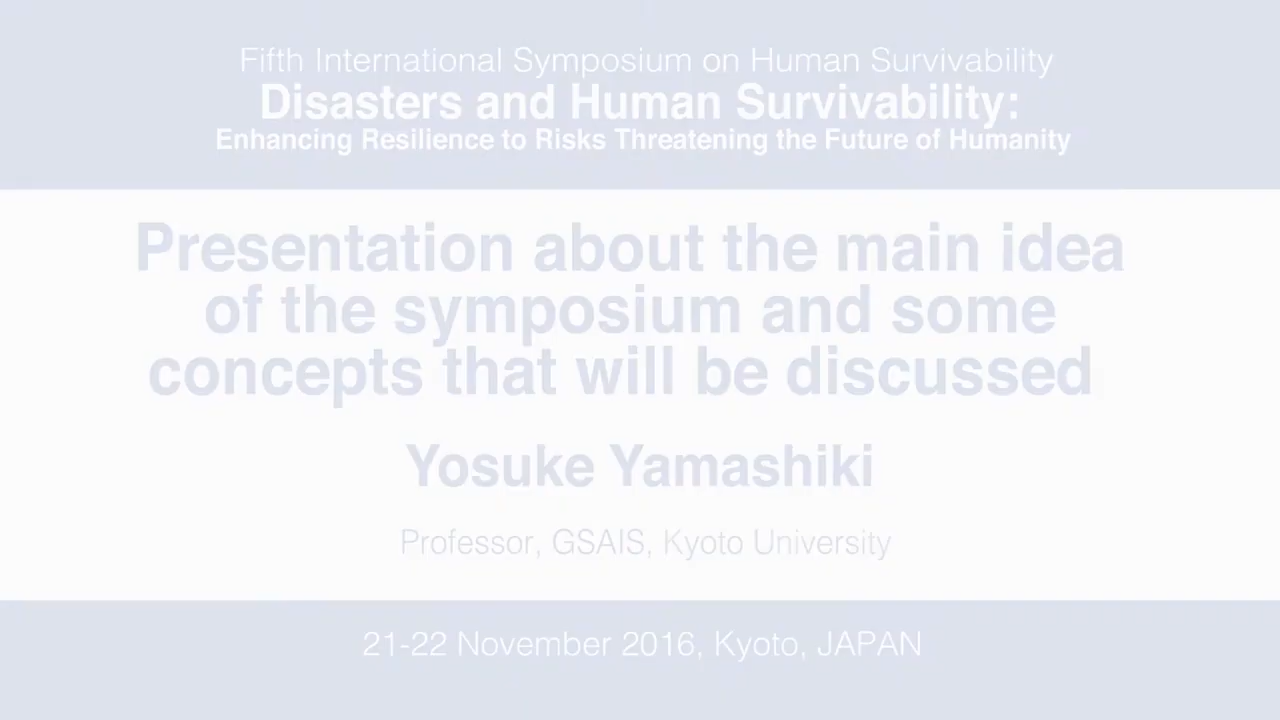 Fifth International Symposium on Human Survivability
Disasters and Human Survivability:
Enhancing Resilience to Risks Threatening the Future of Humanity
Presentation about the main idea
of the symposium and some
concepts that will be discussed
Yosuke Yamashiki
Professor, GSAIS, Kyoto University
21-22 November 2016, Kyoto, JAPAN